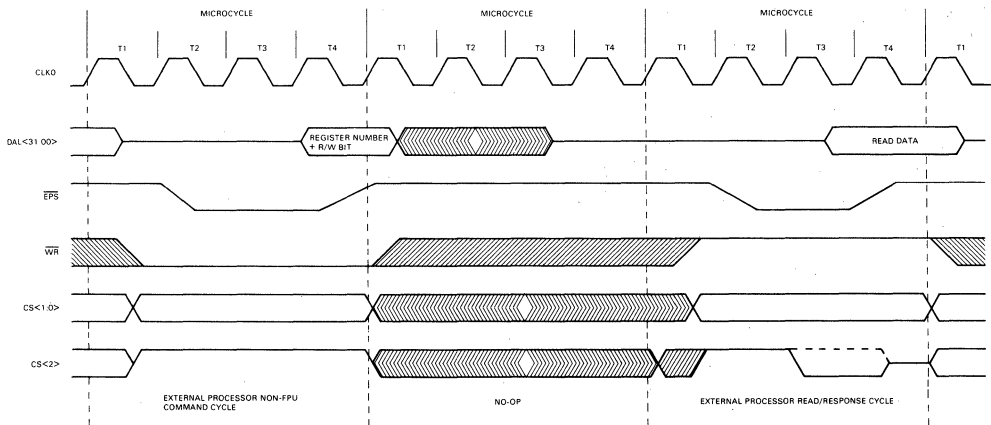 MICROCYCLE MICROCYCLE MICROCYCLE
T1 T2 T3 T4 T1 T2 T3 T4 T1 T2 T3 T4 T1
CLKO
DAL<31:00> REGISTER NUMBER + R/W BIT READ DATA
EPS
WR
CS<1:0>
CS<2>
EXTERNAL PROCESSOR NON-FPU
COMMAND CYCLE
NO-OP
EXTERNAL PROCESSOR READ/RESPONSE CYCLE